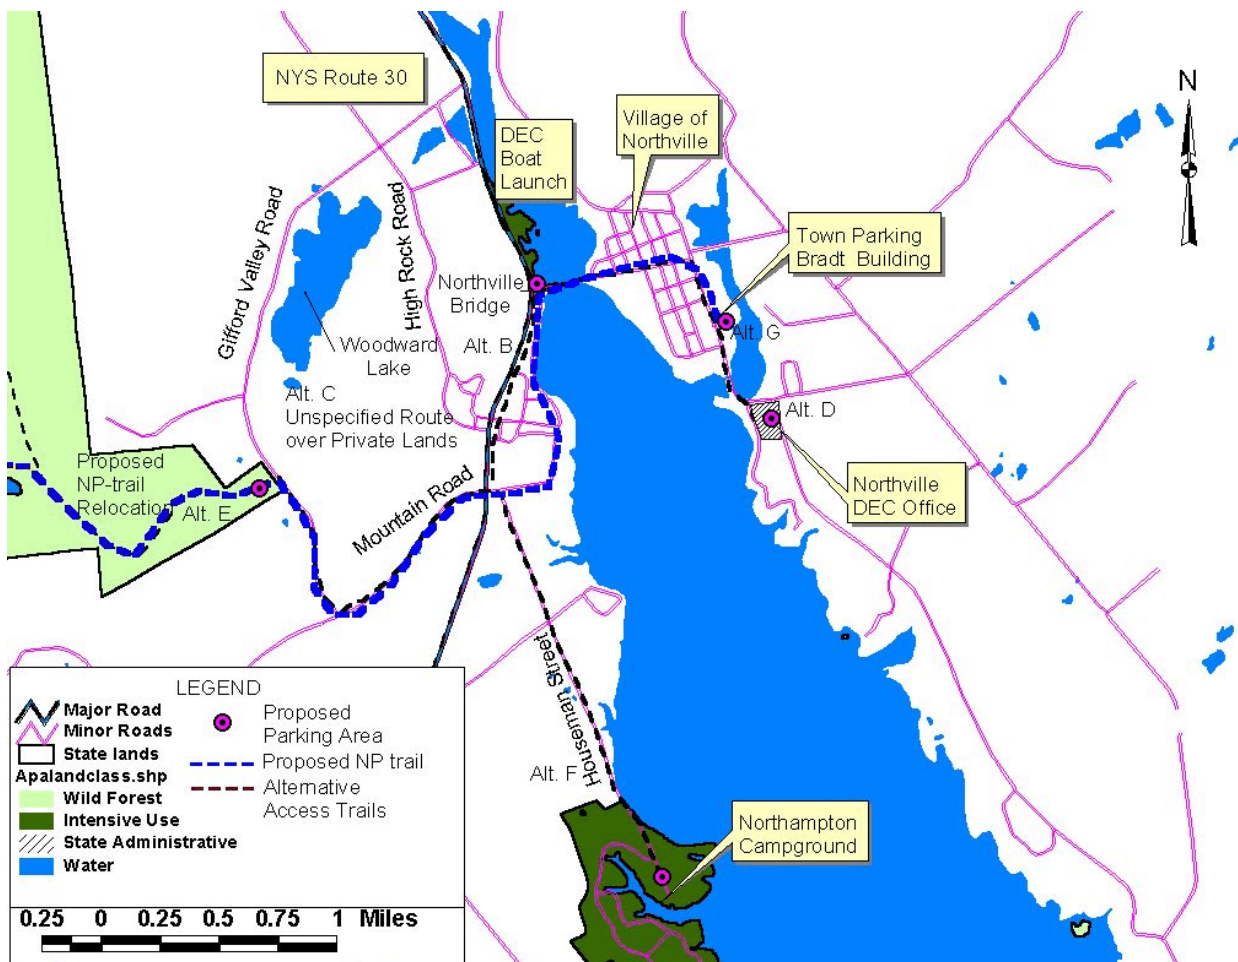 NYS Route 30
N
DEC
Boat
Launch
Village of
Northville
Town Parking
Bradt Building
Gifford Valley Road
High Rock Road
Northville
Bridge
Alt. G
Alt. B
Woodward
Lake
Alt. C
Unspecified Route
over Private Lands
Alt. D
Proposed
NP-trail
Relocation
Alt. E
Mountain Road
Northville
DEC Office
Houseman Street
Alt. F
Northampton
Campground
LEGEND
Major Road
Minor Roads
State lands
Apalandclass.shp
Wild Forest
Intensive Use
State Administrative
Water
Proposed
Parking Area
Proposed NP trail
Alternative
Access Trails
0.25 0 0.25 0.5 0.75 1 Miles